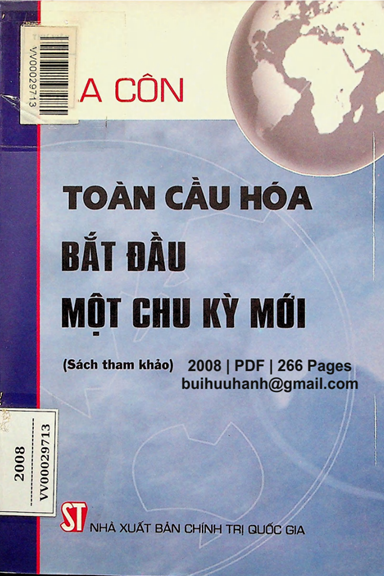 VV00029713
A CÔN
TOÀN CẦU HÓA
BẮT ĐẦU
MỘT CHU KỲ MỚI
(Sách tham khảo) 2008 | PDF | 266 Pages
buihuuhanh@gmail.com
2008
VV00029713
ST NHÀ XUẤT BẢN CHÍNH TRỊ QUỐC GIA